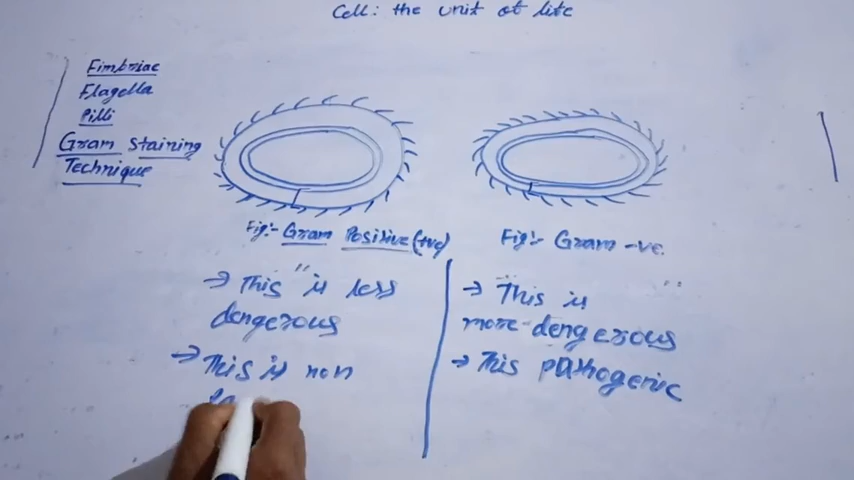 Cell: the unit of life
Fimbriae
Flagella
Pilli
Gram Staining
Technique
Fig:- Gram Positive (+ve)
Fig:- Gram -ve.
→ This is less
dengerous
→ This is non
→ This is
more dengerous
→ This pathogenic